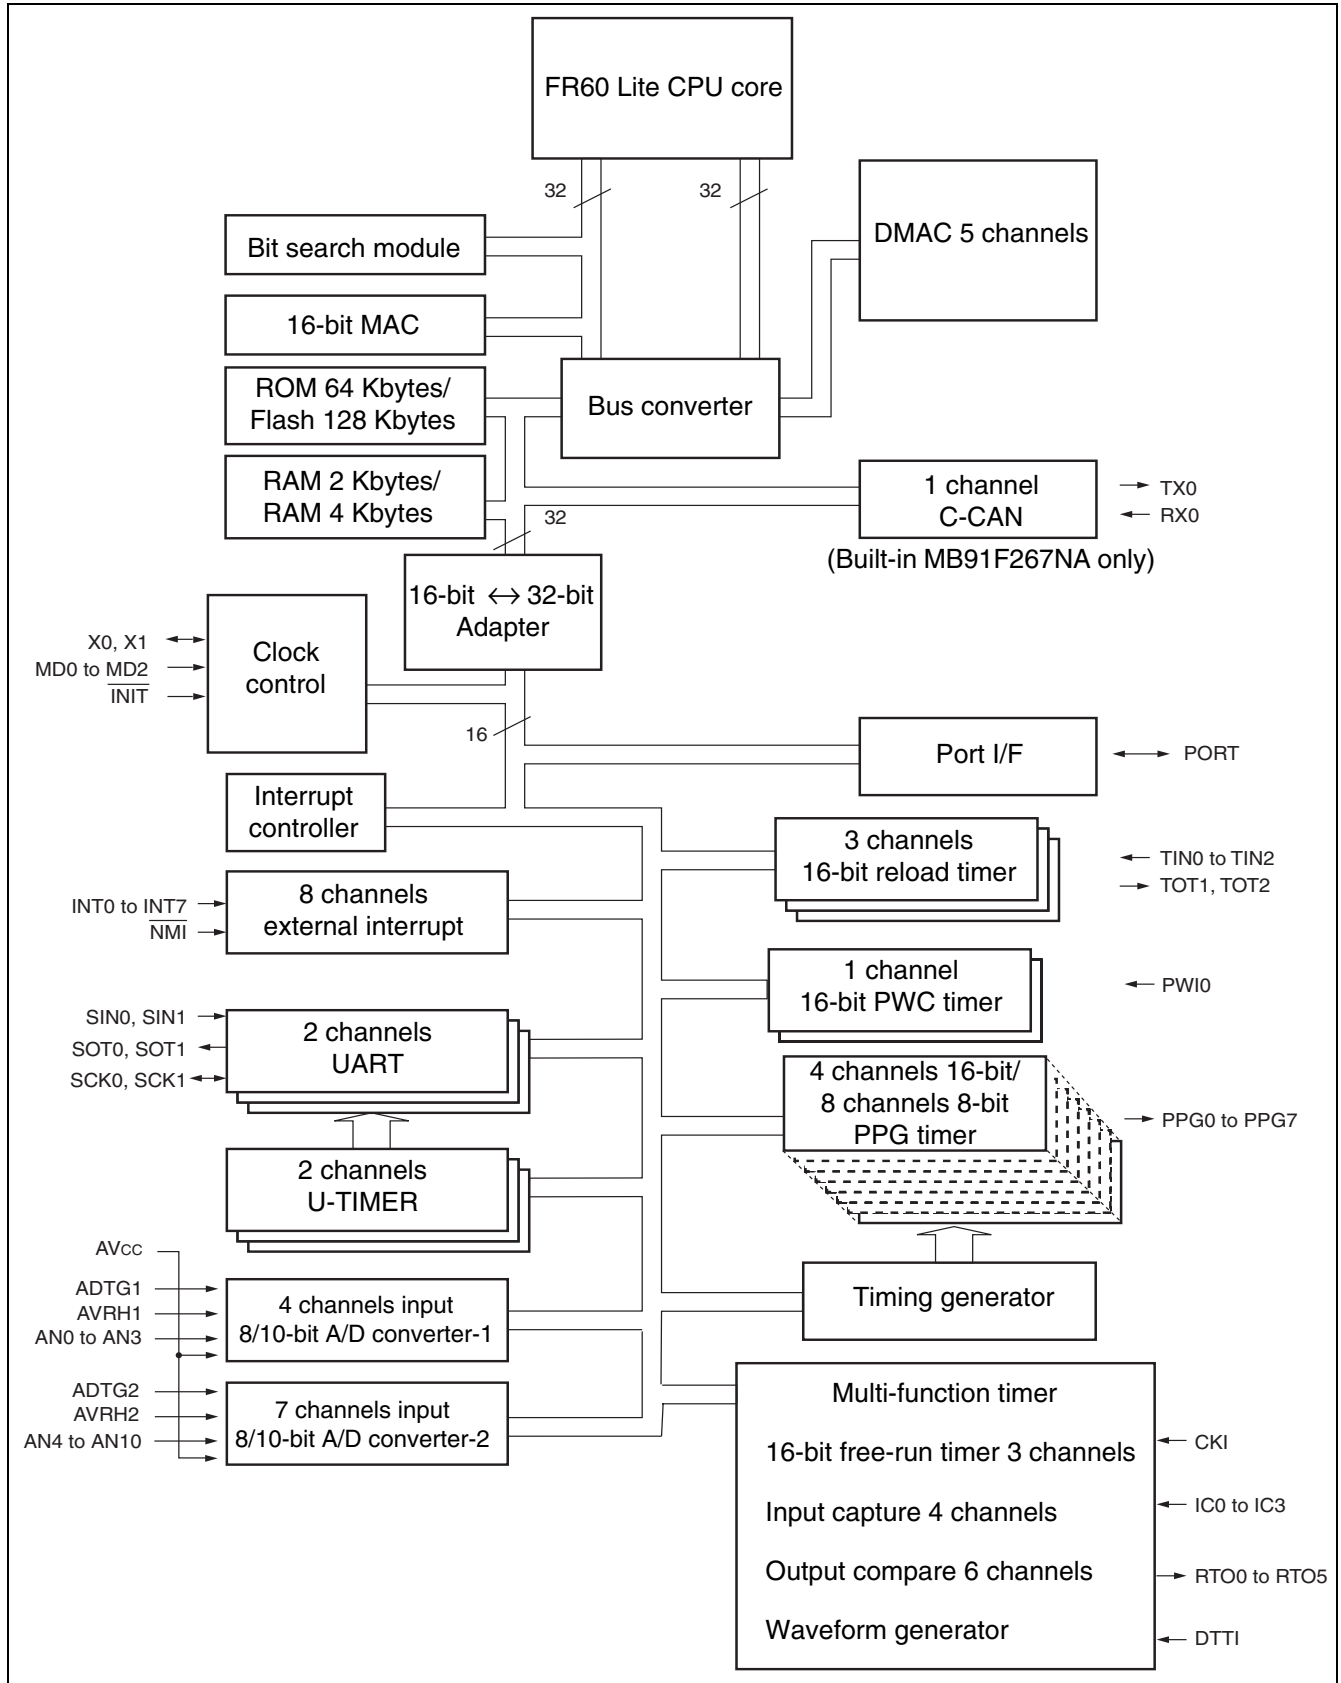 FR60 Lite CPU core
32
32
DMAC 5 channels
Bit search module
16-bit MAC
ROM 64 Kbytes/
Flash 128 Kbytes
Bus converter
RAM 2 Kbytes/
RAM 4 Kbytes
1 channel
C-CAN
TX0
RX0
(Built-in MB91F267NA only)
32
16-bit ↔ 32-bit
Adapter
X0, X1
MD0 to MD2
INIT
Clock
control
16
Port I/F
PORT
Interrupt
controller
3 channels
16-bit reload timer
TIN0 to TIN2
TOT1, TOT2
INT0 to INT7
NMI
8 channels
external interrupt
1 channel
16-bit PWC timer
PWI0
SIN0, SIN1
SOT0, SOT1
SCK0, SCK1
2 channels
UART
4 channels 16-bit/
8 channels 8-bit
PPG timer
PPG0 to PPG7
2 channels
U-TIMER
AVCC
ADTG1
AVRH1
AN0 to AN3
4 channels input
8/10-bit A/D converter-1
Timing generator
ADTG2
AVRH2
AN4 to AN10
7 channels input
8/10-bit A/D converter-2
Multi-function timer
16-bit free-run timer 3 channels
Input capture 4 channels
Output compare 6 channels
Waveform generator
CKI
IC0 to IC3
RTO0 to RTO5
DTTI